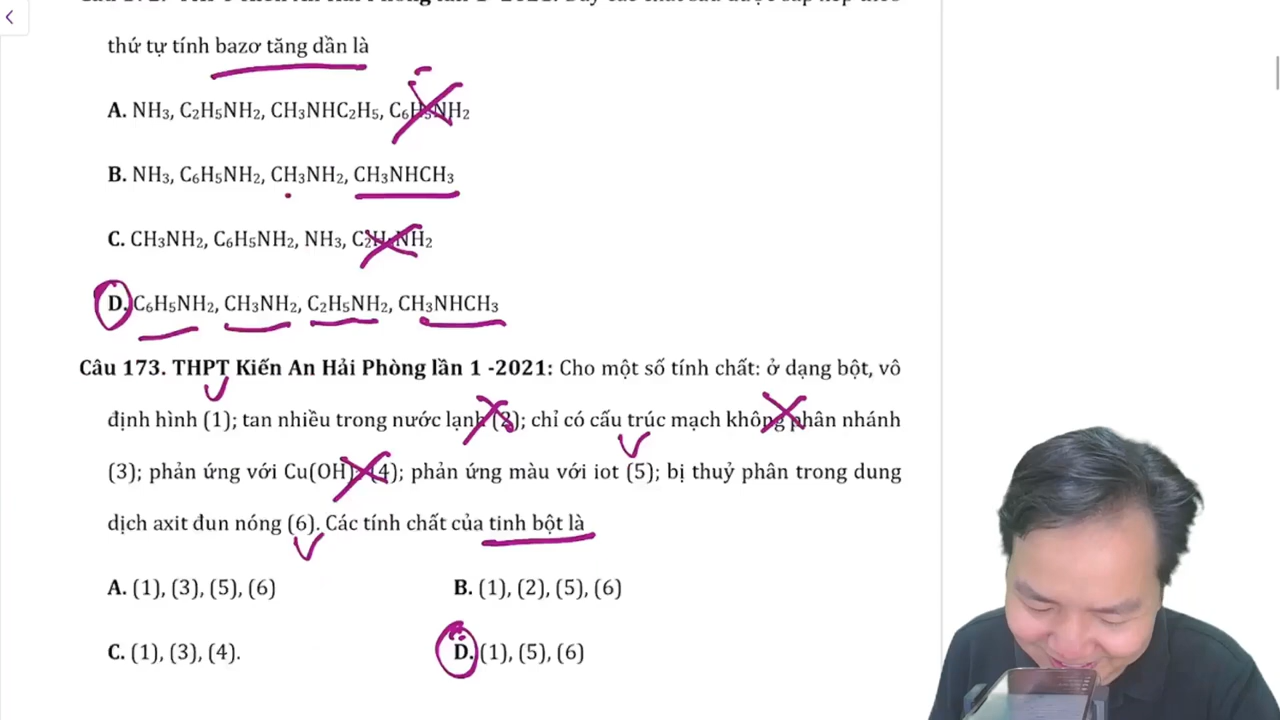 thứ tự tính bazơ tăng dần là
A. NH₃, C₂H₅NH₂, CH₃NHC₂H₅, C₆H₅NH₂
B. NH₃, C₆H₅NH₂, CH₃NH₂, CH₃NHCH₃
C. CH₃NH₂, C₆H₅NH₂, NH₃, C₂H₅NH₂
D. C₆H₅NH₂, CH₃NH₂, C₂H₅NH₂, CH₃NHCH₃
Câu 173. THPT Kiến An Hải Phòng lần 1 -2021: Cho một số tính chất: ở dạng bột, vô
định hình (1); tan nhiều trong nước lạnh (2); chỉ có cấu trúc mạch không phân nhánh
(3); phản ứng với Cu(OH)₂ (4); phản ứng màu với iot (5); bị thuỷ phân trong dung
dịch axit đun nóng (6). Các tính chất của tinh bột là
A. (1), (3), (5), (6)
B. (1), (2), (5), (6)
C. (1), (3), (4).
D. (1), (5), (6)